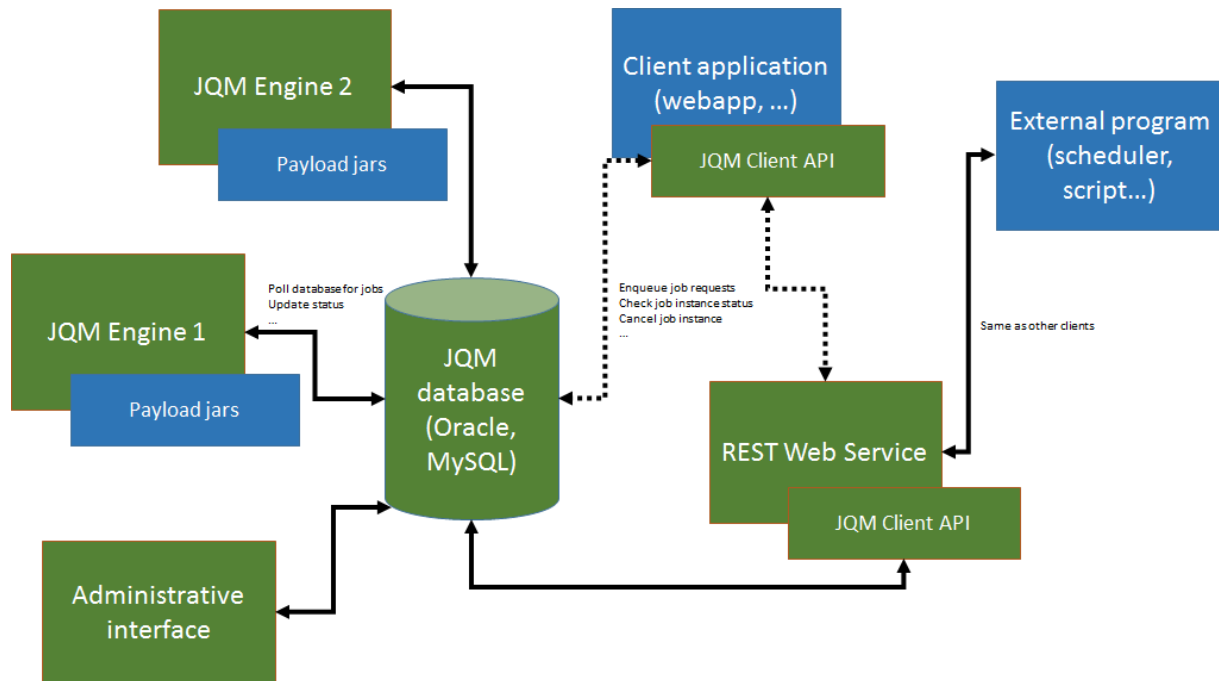 JQM Engine 2
Payload jars
Client application
(webapp, ...)
JQM Client API
External program
(scheduler,
script...)
JQM Engine 1
Payload jars
Poll database for jobs
Update status
...
JQM
database
(Oracle,
MySQL)
Enqueue job requests
Check job instance status
Cancel job instance
...
Same as other clients
REST Web Service
JQM Client API
Administrative
interface